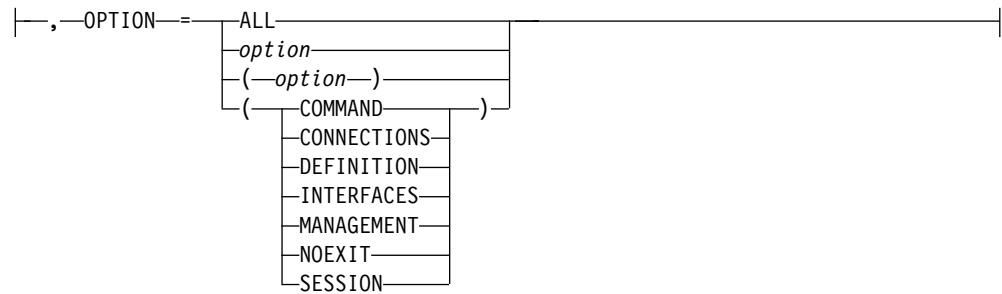 , OPTION = ALL
option
( option )
( COMMAND )
CONNECTIONS
DEFINITION
INTERFACES
MANAGEMENT
NOEXIT
SESSION